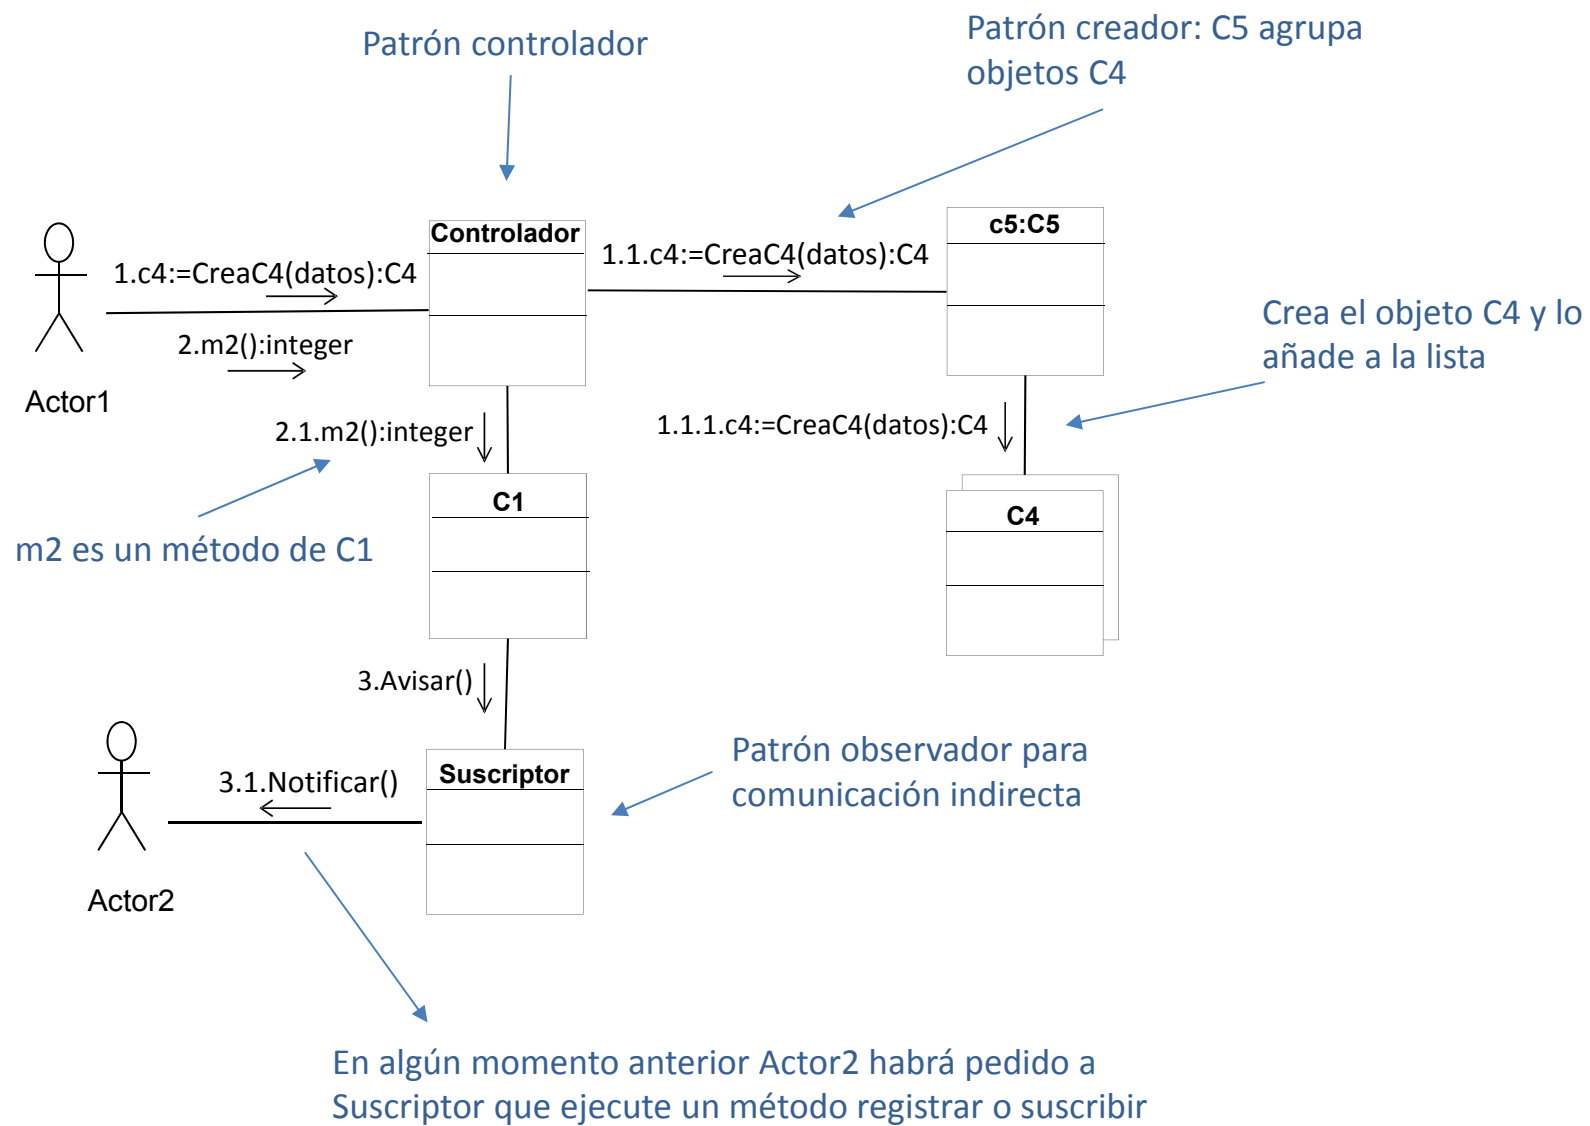 Patrón controlador
Patrón creador: C5 agrupa
objetos C4
Controlador
c5:C5
1.c4:=CreaC4(datos):C4
1.1.c4:=CreaC4(datos):C4
2.m2():integer
Actor1
Crea el objeto C4 y lo
añade a la lista
2.1.m2():integer
1.1.1.c4:=CreaC4(datos):C4
C1
C4
m2 es un método de C1
3.Avisar()
Suscriptor
3.1.Notificar()
Actor2
Patrón observador para
comunicación indirecta
En algún momento anterior Actor2 habrá pedido a
Suscriptor que ejecute un método registrar o suscribir